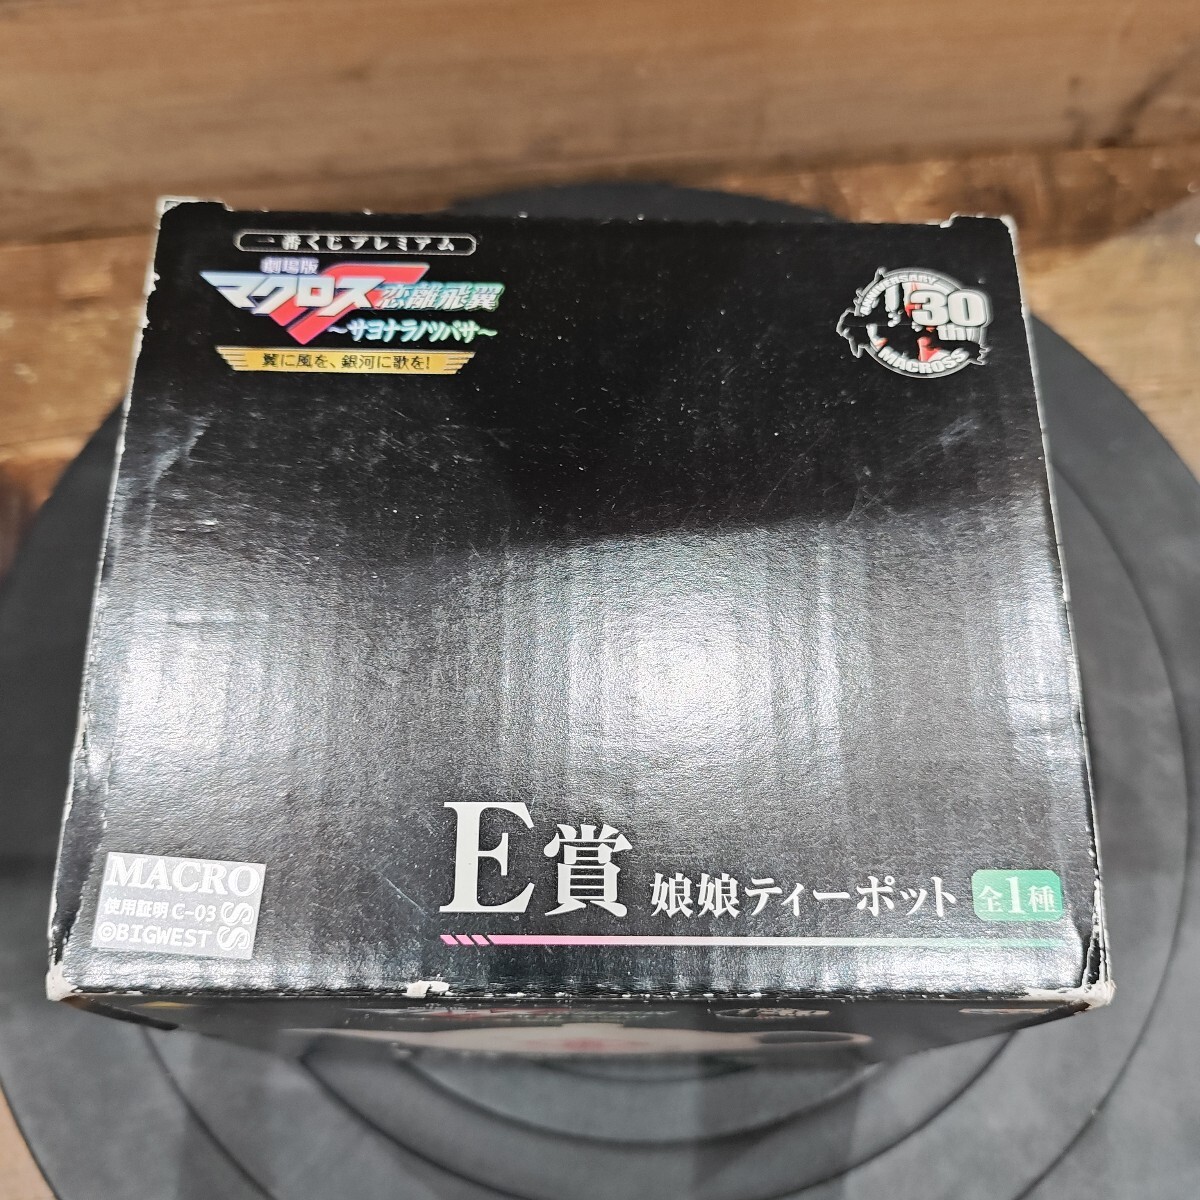 一番くじプレミアム
劇場版
マクロスF 恋離飛翼
～サヨナラノツバサ～
翼に風を、銀河に歌を!
ANNIVERSARY
30th
MACROSS
E賞 娘娘ティーポット 全1種
MACROSS
使用証明 C-03
©BIGWEST